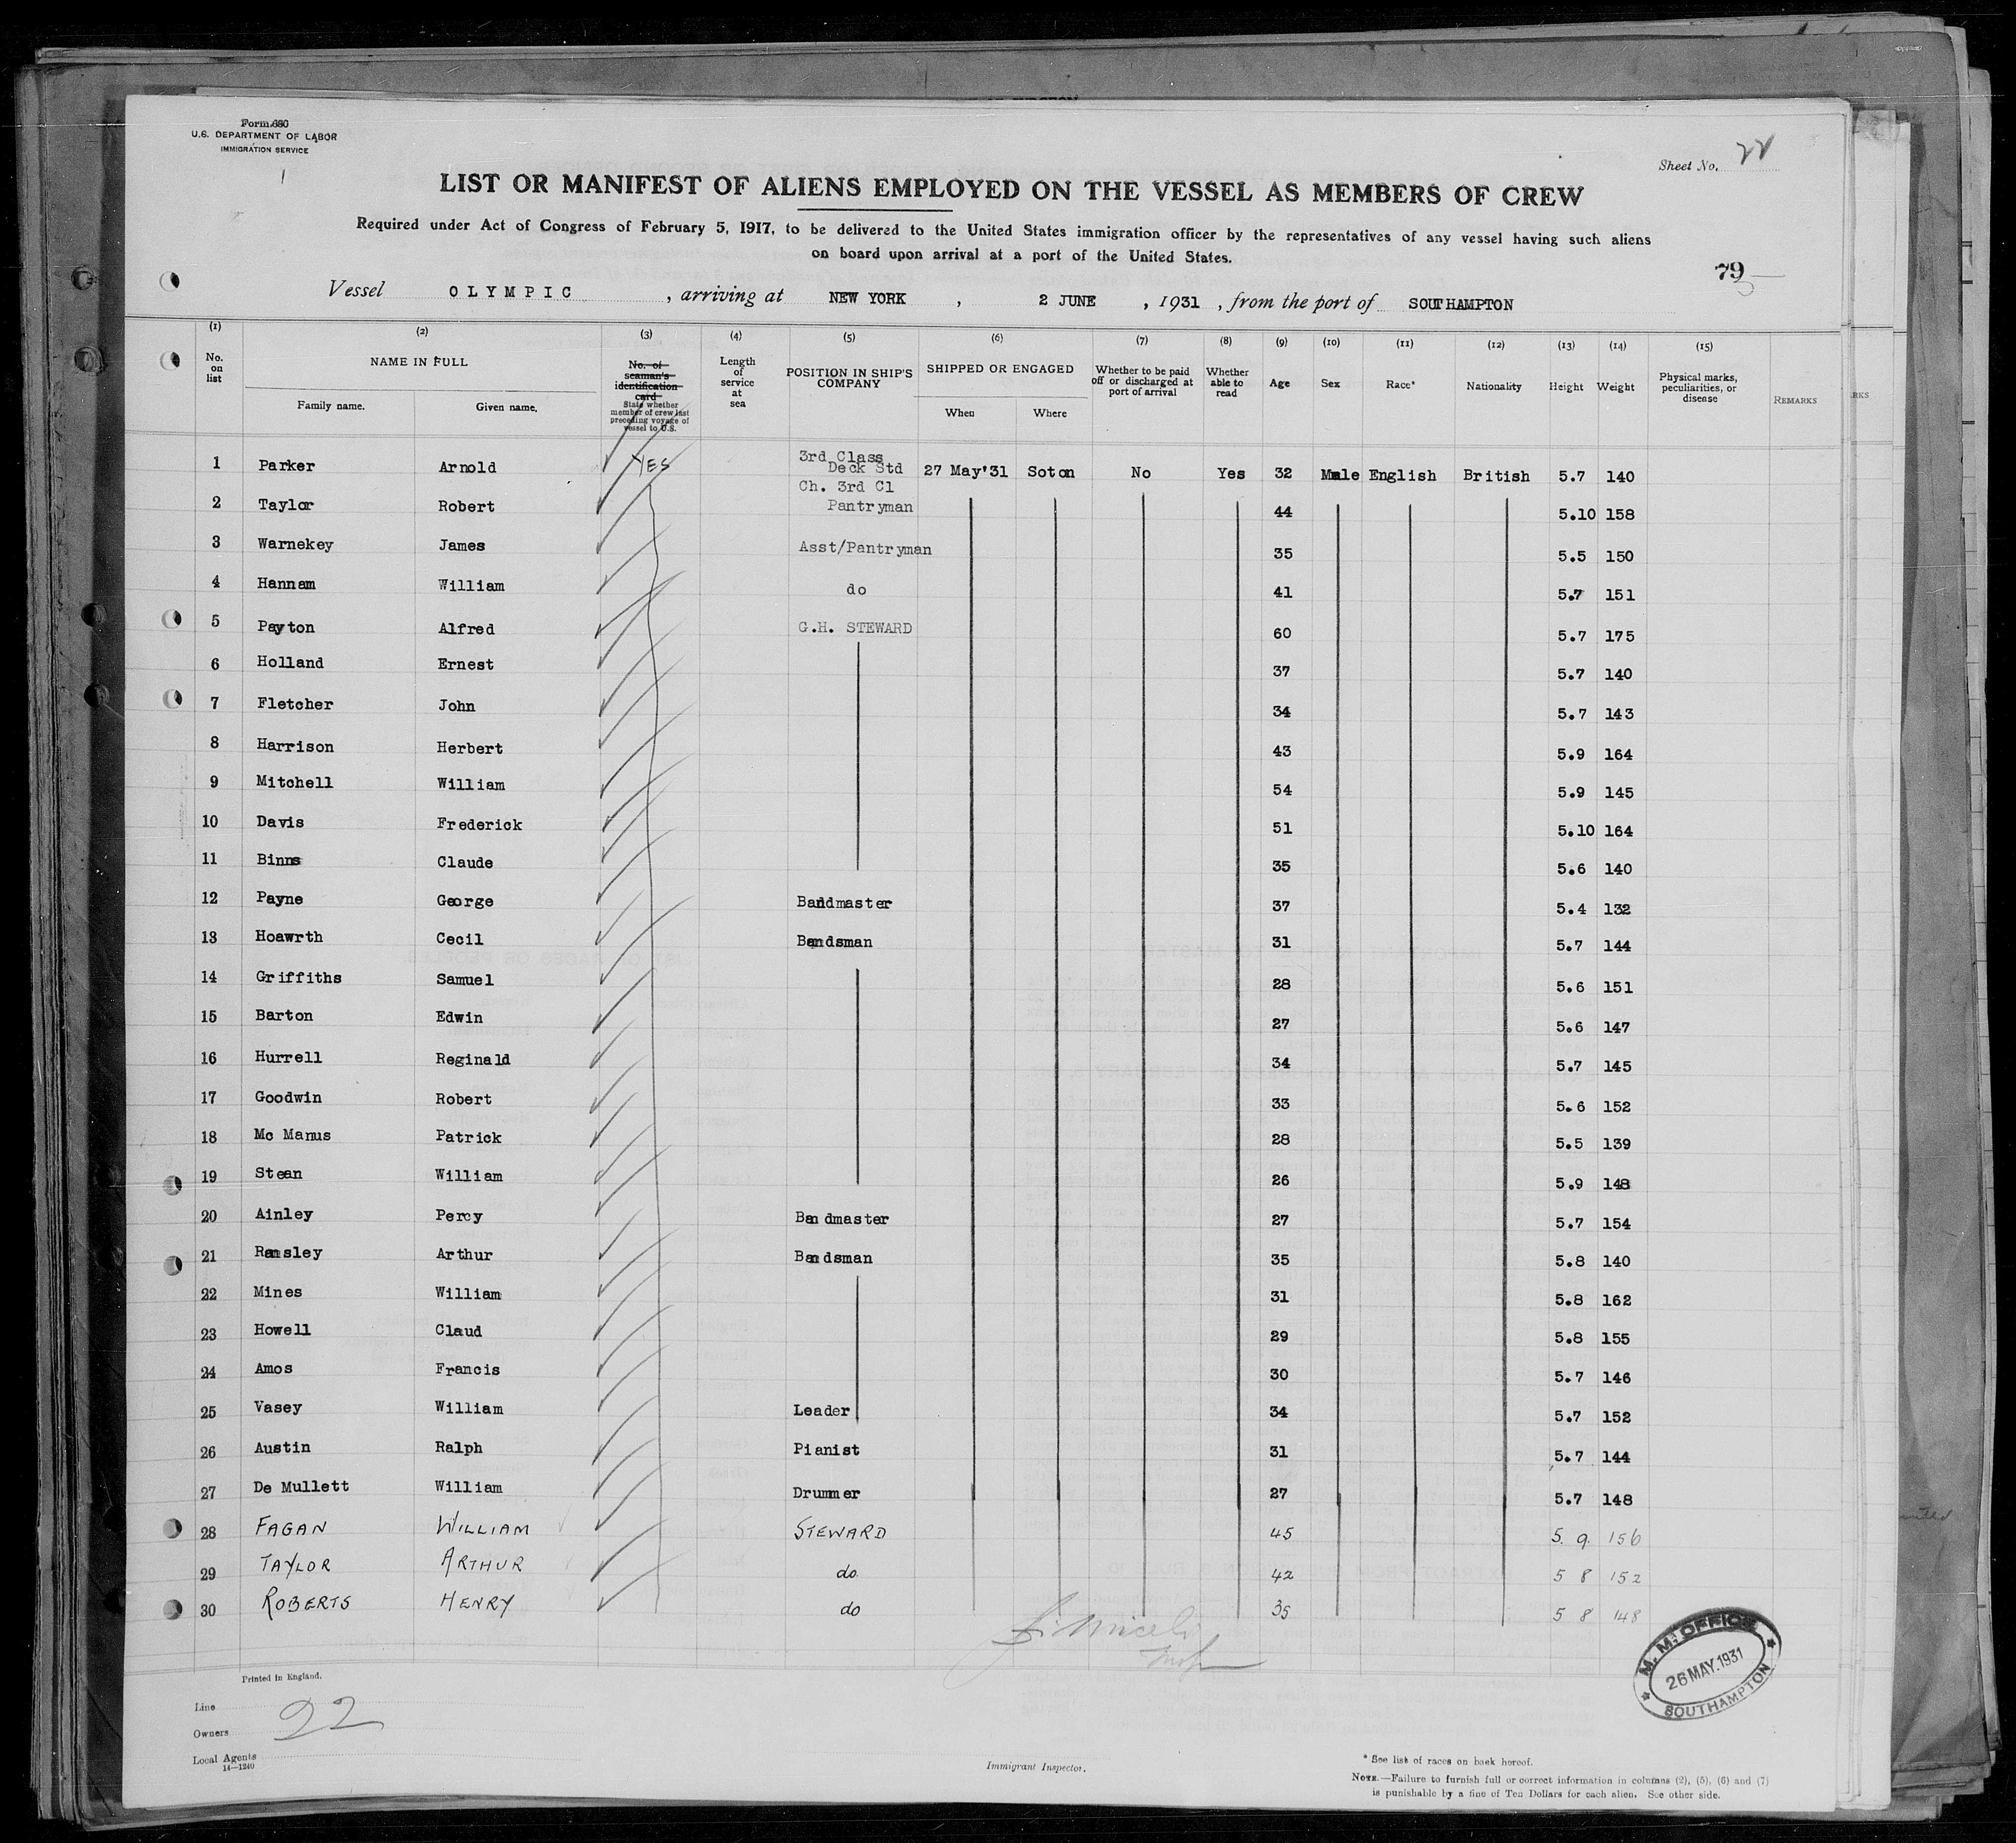 Form 680
U.S. DEPARTMENT OF LABOR
IMMIGRATION SERVICE
Sheet No. 22
LIST OR MANIFEST OF ALIENS EMPLOYED ON THE VESSEL AS MEMBERS OF CREW
Required under Act of Congress of February 5, 1917, to be delivered to the United States immigration officer by the representatives of any vessel having such aliens
on board upon arrival at a port of the United States.
79
Vessel OLYMPIC, arriving at NEW YORK, 2 JUNE, 1931, from the port of SOUTHAMPTON
(1) (2) (3) (4) (5) (6) (7) (8) (9) (10) (11) (12) (13) (14) (15)
No. on list
NAME IN FULL
Family name. Given name.
No. of seaman's identification card
State whether member of crew last preceding voyage of vessel to U.S.
Length of service at sea
POSITION IN SHIP'S COMPANY
SHIPPED OR ENGAGED
When Where
Whether to be paid off or discharged at port of arrival
Whether able to read
Age
Sex
Race*
Nationality
Height
Weight
Physical marks, peculiarities, or disease
REMARKS
RKS
1 Parker Arnold YES 3rd Class Deck Std 27 May'31 Soton No Yes 32 Male English British 5.7 140
2 Taylor Robert Ch. 3rd Cl Pantryman 44 5.10 158
3 Warnekey James Asst/Pantryman 35 5.5 150
4 Hannam William do 41 5.7 151
5 Payton Alfred G.H. STEWARD 60 5.7 175
6 Holland Ernest 37 5.7 140
7 Fletcher John 34 5.7 143
8 Harrison Herbert 43 5.9 164
9 Mitchell William 54 5.9 145
10 Davis Frederick 51 5.10 164
11 Binns Claude 35 5.6 140
12 Payne George Bandmaster 37 5.4 132
13 Hoawrth Cecil Bandsman 31 5.7 144
14 Griffiths Samuel 28 5.6 151
15 Barton Edwin 27 5.6 147
16 Hurrell Reginald 34 5.7 145
17 Goodwin Robert 33 5.6 152
18 Mc Manus Patrick 28 5.5 139
19 Stean William 26 5.9 148
20 Ainley Percy Bandmaster 27 5.7 154
21 Ramsley Arthur Bandsman 35 5.8 140
22 Mines William 31 5.8 162
23 Howell Claud 29 5.8 155
24 Amos Francis 30 5.7 146
25 Vasey William Leader 34 5.7 152
26 Austin Ralph Pianist 31 5.7 144
27 De Mullett William Drummer 27 5.7 148
28 FAGAN WILLIAM STEWARD 45 5.9. 156
29 TAYLOR ARTHUR do 42 5 8 152
30 ROBERTS HENRY do 35 5 8 148
M. M. OFFICE
26 MAY.1931
SOUTHAMPTON
Printed in England.
Line
Owners 22
Local Agents
14—1240
Immigrant Inspector.
* See list of races on back hereof.
NOTE.—Failure to furnish full or correct information in columns (2), (5), (6) and (7)
is punishable by a fine of Ten Dollars for each alien. See other side.